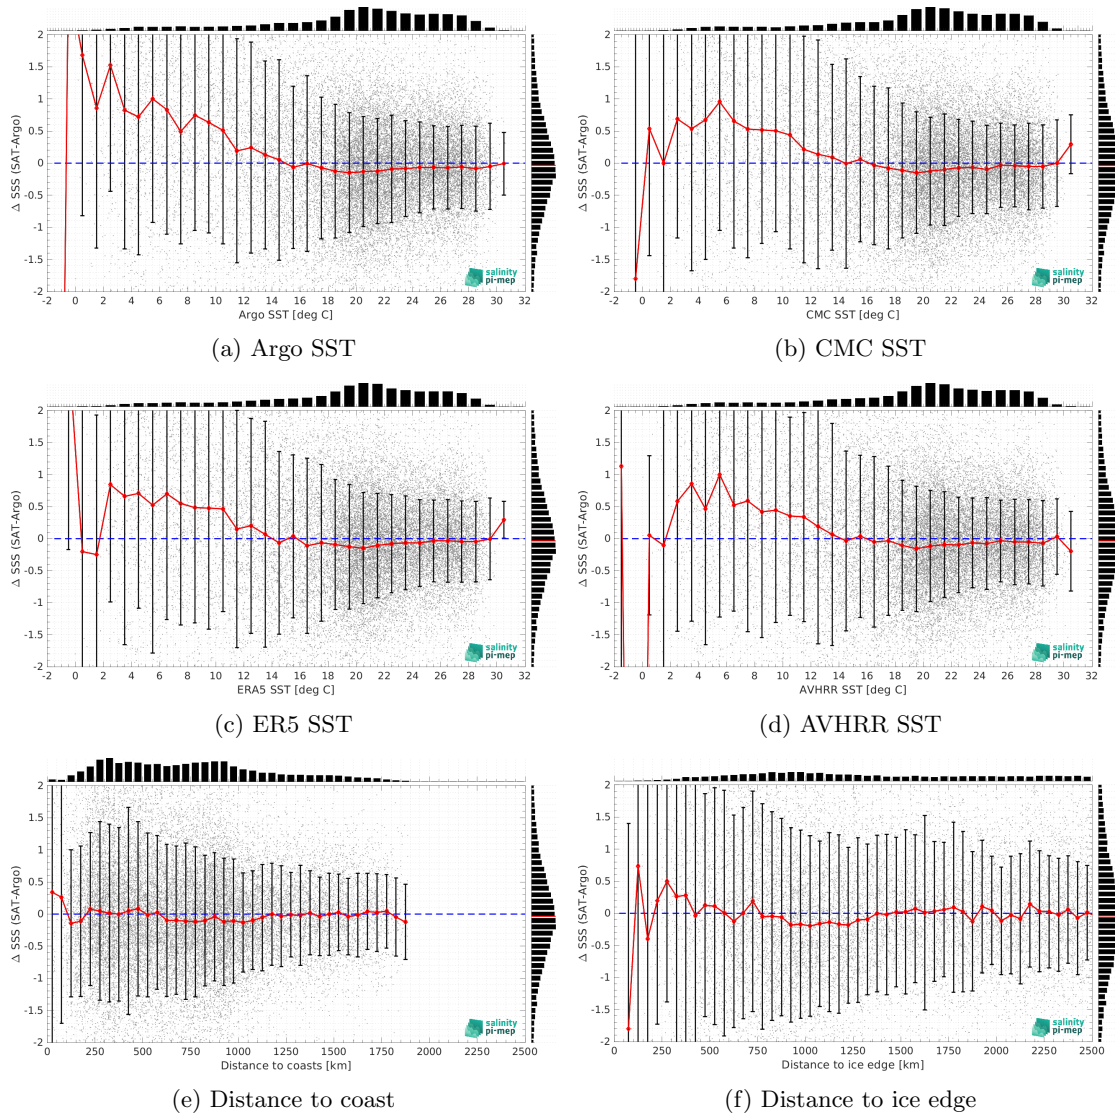 2
1.5
1
0.5
0
-0.5
-1
-1.5
-2
Δ SSS (SAT-Argo)
salinity
pi-mep
-2 0 2 4 6 8 10 12 14 16 18 20 22 24 26 28 30 32
Argo SST [deg C]
(a) Argo SST
2
1.5
1
0.5
0
-0.5
-1
-1.5
-2
Δ SSS (SAT-Argo)
salinity
pi-mep
-2 0 2 4 6 8 10 12 14 16 18 20 22 24 26 28 30 32
CMC SST [deg C]
(b) CMC SST
2
1.5
1
0.5
0
-0.5
-1
-1.5
-2
Δ SSS (SAT-Argo)
salinity
pi-mep
-2 0 2 4 6 8 10 12 14 16 18 20 22 24 26 28 30 32
ERA5 SST [deg C]
(c) ER5 SST
2
1.5
1
0.5
0
-0.5
-1
-1.5
-2
Δ SSS (SAT-Argo)
salinity
pi-mep
-2 0 2 4 6 8 10 12 14 16 18 20 22 24 26 28 30 32
AVHRR SST [deg C]
(d) AVHRR SST
2
1.5
1
0.5
0
-0.5
-1
-1.5
-2
Δ SSS (SAT-Argo)
salinity
pi-mep
0 250 500 750 1000 1250 1500 1750 2000 2250 2500
Distance to coasts [km]
(e) Distance to coast
2
1.5
1
0.5
0
-0.5
-1
-1.5
-2
Δ SSS (SAT-Argo)
salinity
pi-mep
0 250 500 750 1000 1250 1500 1750 2000 2250 2500
Distance to ice edge [km]
(f) Distance to ice edge